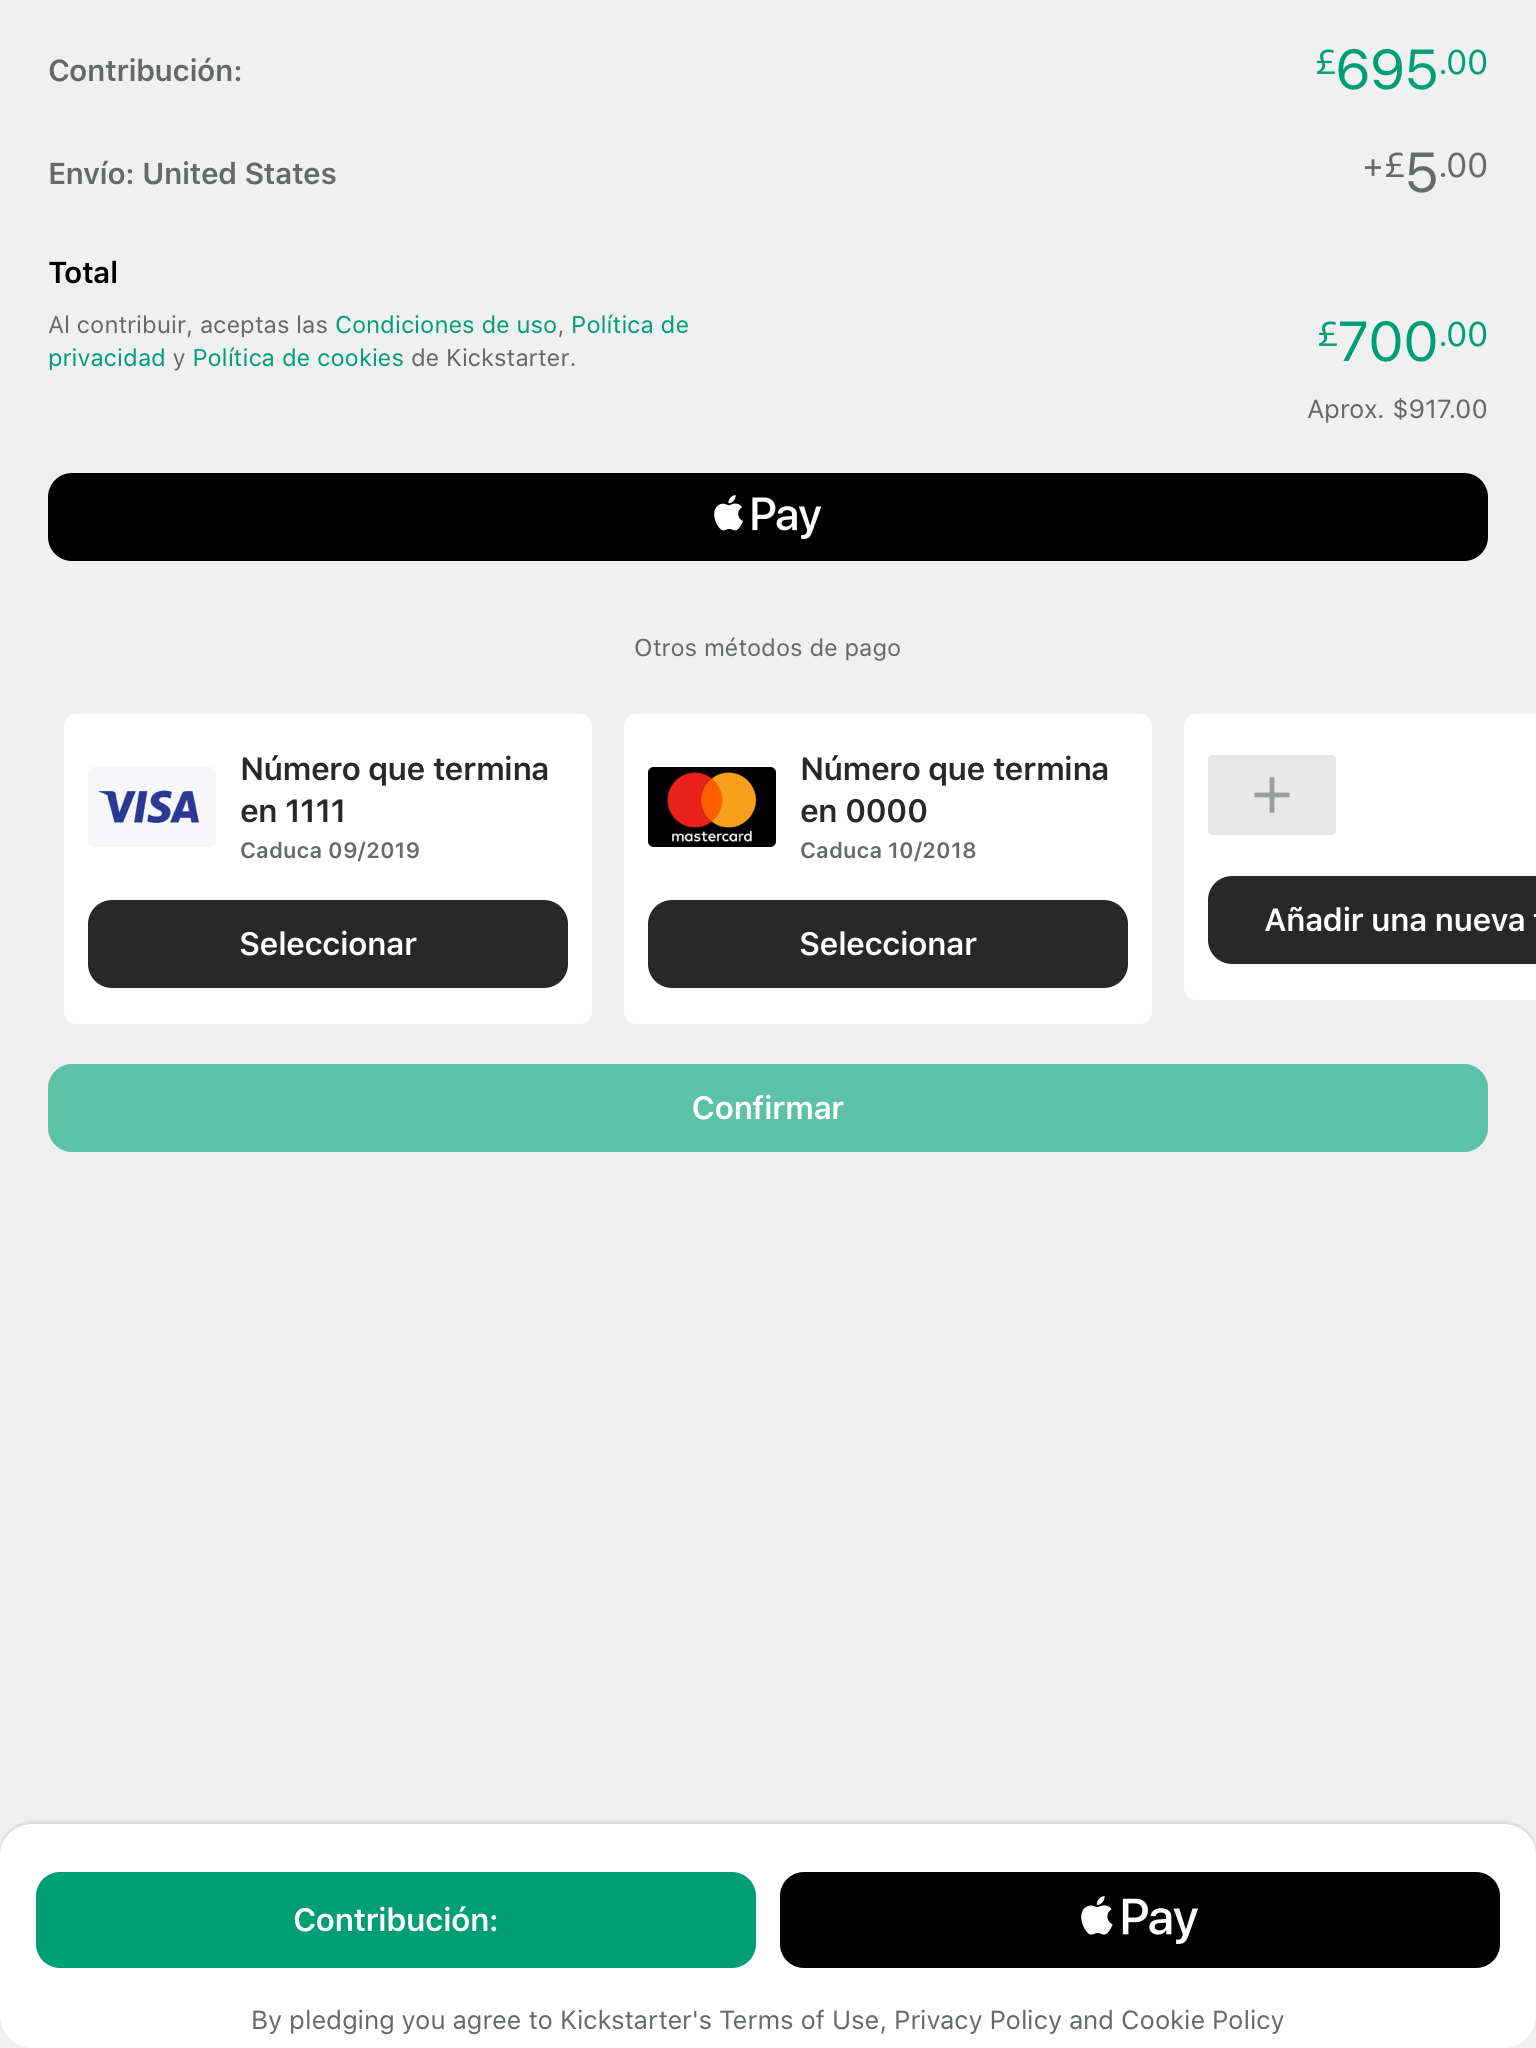 Contribución:
£695.00
Envío: United States
+£5.00
Total
Al contribuir, aceptas las Condiciones de uso, Política de
privacidad y Política de cookies de Kickstarter.
£700.00
Aprox. $917.00
Pay
Otros métodos de pago
VISA
Número que termina
en 1111
Caduca 09/2019
Seleccionar
mastercard
Número que termina
en 0000
Caduca 10/2018
Seleccionar
Añadir una nueva
Confirmar
Contribución:
Pay
By pledging you agree to Kickstarter's Terms of Use, Privacy Policy and Cookie Policy